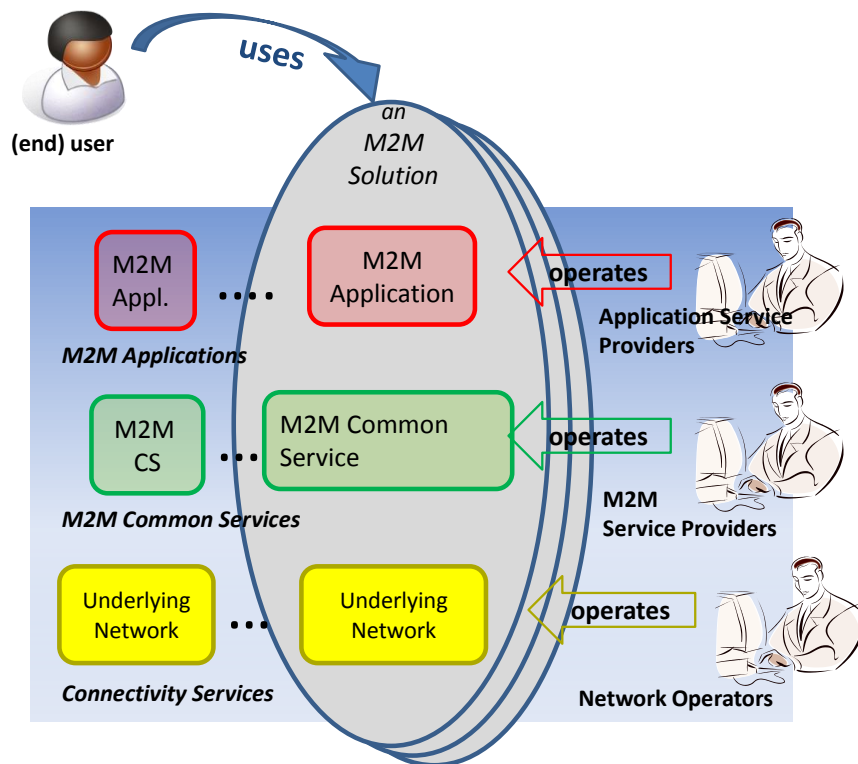 uses
(end) user
an
M2M
Solution
M2M
Appl.
....
M2M
Application
operates
Application Service
Providers
M2M Applications
M2M
CS
...
M2M Common
Service
operates
M2M
Service Providers
M2M Common Services
Underlying
Network
...
Underlying
Network
operates
Network Operators
Connectivity Services